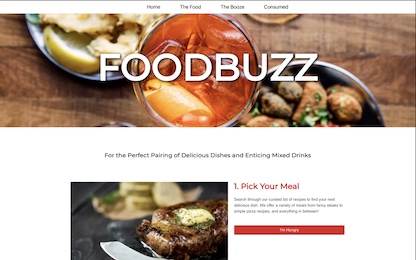 Home The Food The Booze Consumed
FOODBUZZ
For the Perfect Pairing of Delicious Dishes and Enticing Mixed Drinks
1. Pick Your Meal
Search through our curated list of recipes to find your next
delicious dish. We offer a variety of meals from fancy steaks to
simple pizza recipes, and everything in between!
I'm Hungry